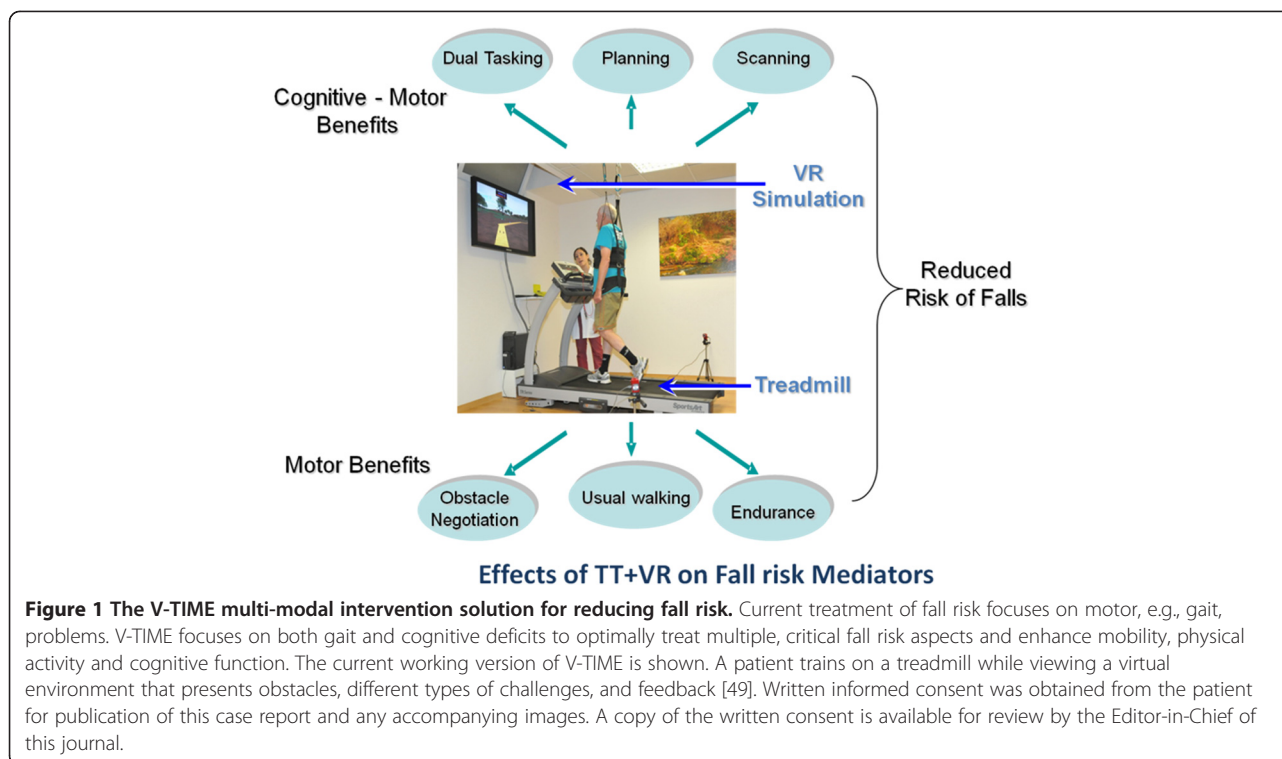 Dual Tasking
Planning
Scanning
Cognitive - Motor
Benefits
VR
Simulation
Reduced
Risk of Falls
Treadmill
SportsArt
Motor Benefits
Obstacle
Negotiation
Usual walking
Endurance
Effects of TT+VR on Fall risk Mediators
Figure 1 The V-TIME multi-modal intervention solution for reducing fall risk. Current treatment of fall risk focuses on motor, e.g., gait,
problems. V-TIME focuses on both gait and cognitive deficits to optimally treat multiple, critical fall risk aspects and enhance mobility, physical
activity and cognitive function. The current working version of V-TIME is shown. A patient trains on a treadmill while viewing a virtual
environment that presents obstacles, different types of challenges, and feedback [49]. Written informed consent was obtained from the patient
for publication of this case report and any accompanying images. A copy of the written consent is available for review by the Editor-in-Chief of
this journal.